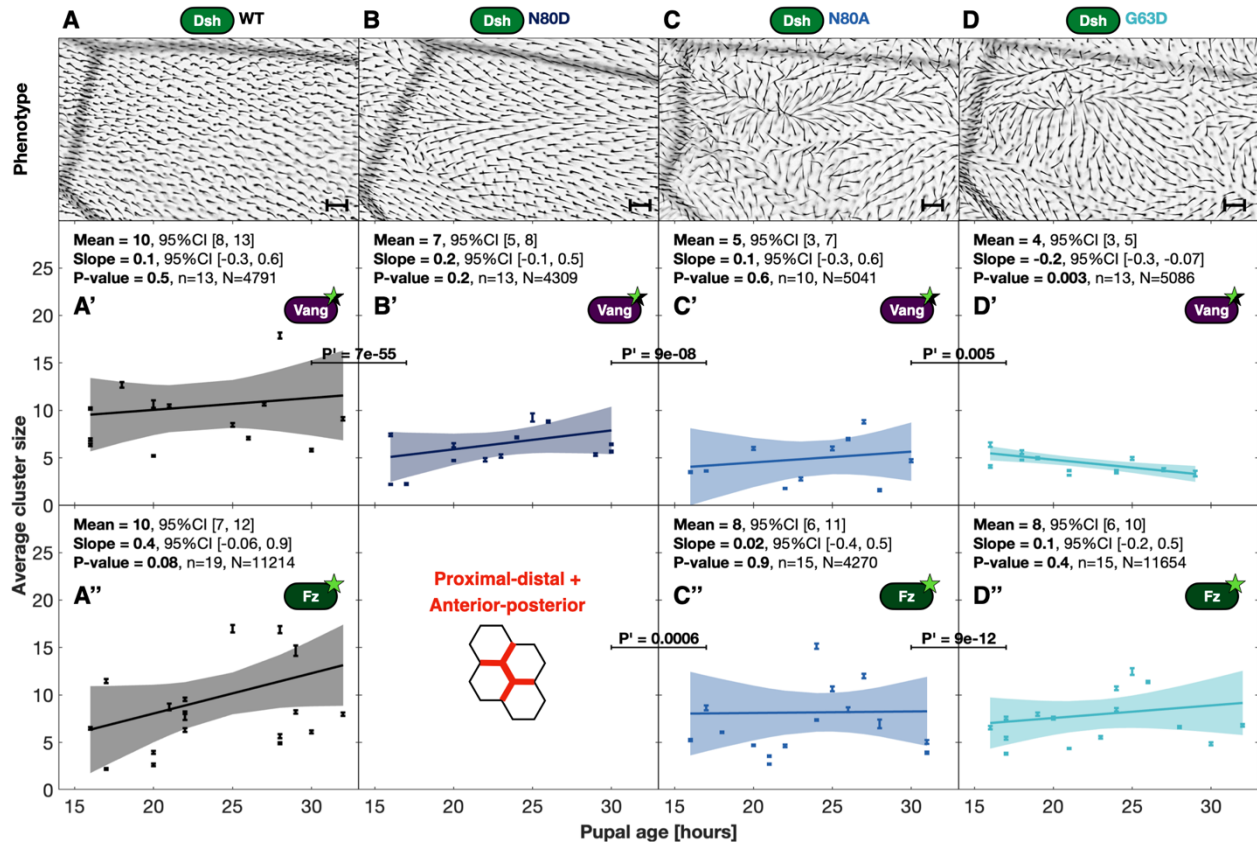 A Dsh WT B Dsh N80D C Dsh N80A D Dsh G63D
Phenotype
Mean = 10, 95%CI [8, 13]
Slope = 0.1, 95%CI [-0.3, 0.6]
P-value = 0.5, n=13, N=4791
A'
Vang
Mean = 7, 95%CI [5, 8]
Slope = 0.2, 95%CI [-0.1, 0.5]
P-value = 0.2, n=13, N=4309
B'
Vang
Mean = 5, 95%CI [3, 7]
Slope = 0.1, 95%CI [-0.3, 0.6]
P-value = 0.6, n=10, N=5041
C'
Vang
Mean = 4, 95%CI [3, 5]
Slope = -0.2, 95%CI [-0.3, -0.07]
P-value = 0.003, n=13, N=5086
D'
Vang
P' = 7e-55
P' = 9e-08
P' = 0.005
25
20
15
10
5
0
Average cluster size
Mean = 10, 95%CI [7, 12]
Slope = 0.4, 95%CI [-0.06, 0.9]
P-value = 0.08, n=19, N=11214
A''
Fz
Proximal-distal +
Anterior-posterior
Mean = 8, 95%CI [6, 11]
Slope = 0.02, 95%CI [-0.4, 0.5]
P-value = 0.9, n=15, N=4270
C''
Fz
Mean = 8, 95%CI [6, 10]
Slope = 0.1, 95%CI [-0.2, 0.5]
P-value = 0.4, n=15, N=11654
D''
Fz
P' = 0.0006
P' = 9e-12
25
20
15
10
5
0
15 20 25 30 15 20 25 30 15 20 25 30 15 20 25 30
Pupal age [hours]